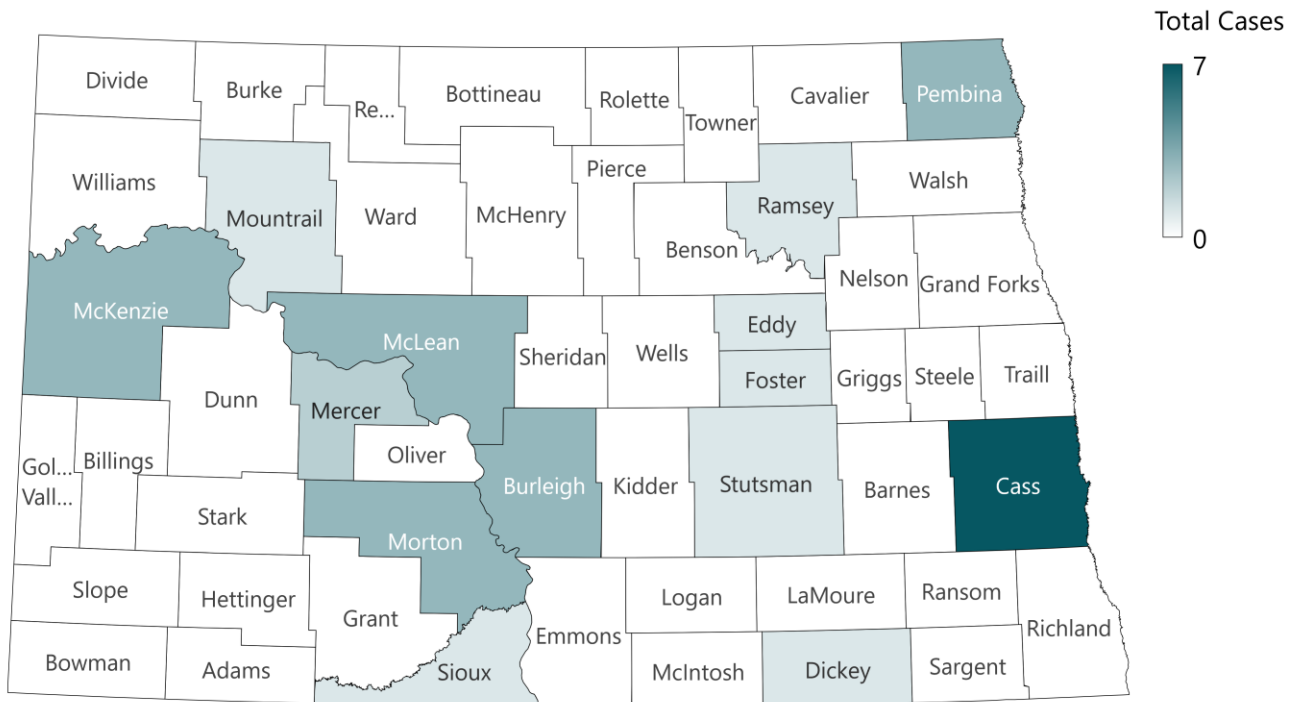 Total Cases
7
0
Divide
Burke
Re...
Bottineau
Rolette
Towner
Cavalier
Pembina
Williams
Mountrail
Ward
McHenry
Pierce
Benson
Ramsey
Walsh
Nelson
Grand Forks
McKenzie
McLean
Sheridan
Wells
Eddy
Foster
Griggs
Steele
Traill
Dunn
Mercer
Oliver
Gol...
Vall...
Billings
Stark
Burleigh
Kidder
Stutsman
Barnes
Cass
Morton
Slope
Hettinger
Grant
Emmons
Logan
LaMoure
Ransom
Richland
Bowman
Adams
Sioux
McIntosh
Dickey
Sargent